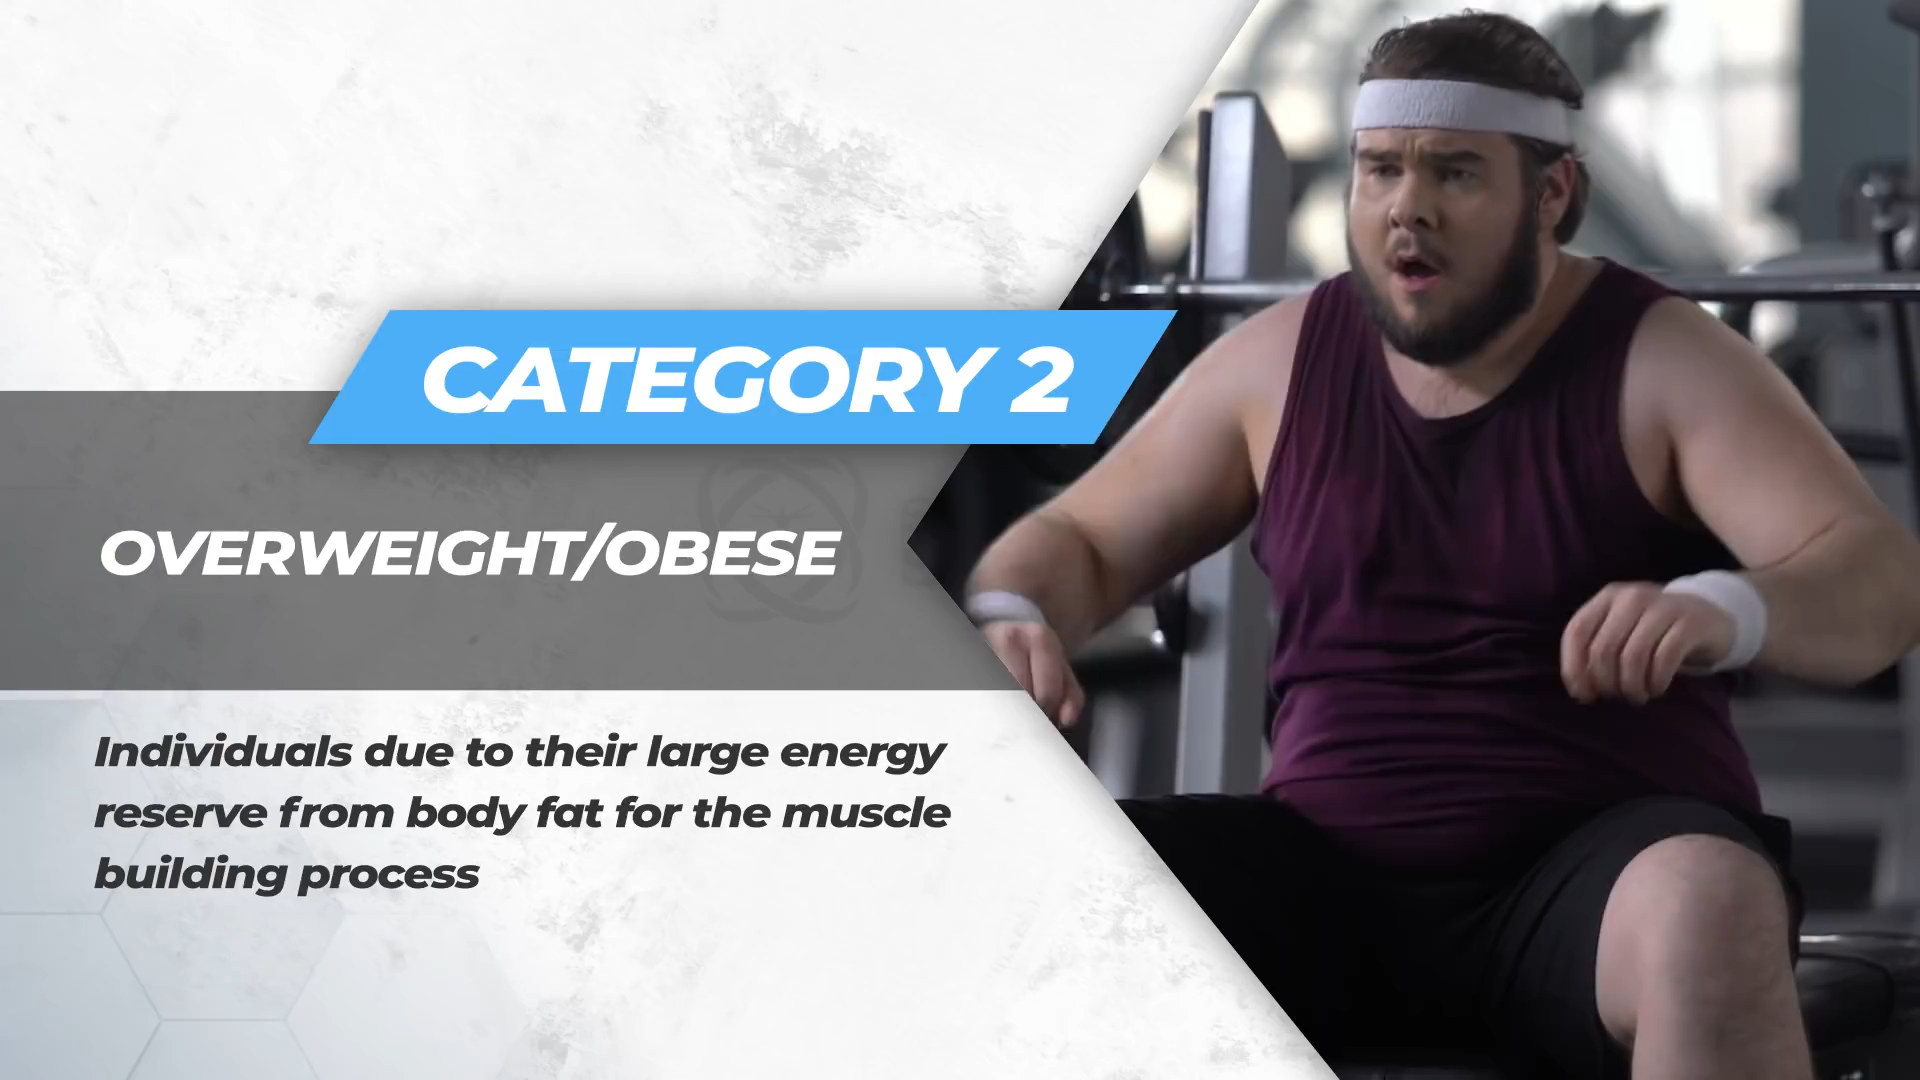 CATEGORY 2
OVERWEIGHT/OBESE
Individuals due to their large energy
reserve from body fat for the muscle
building process